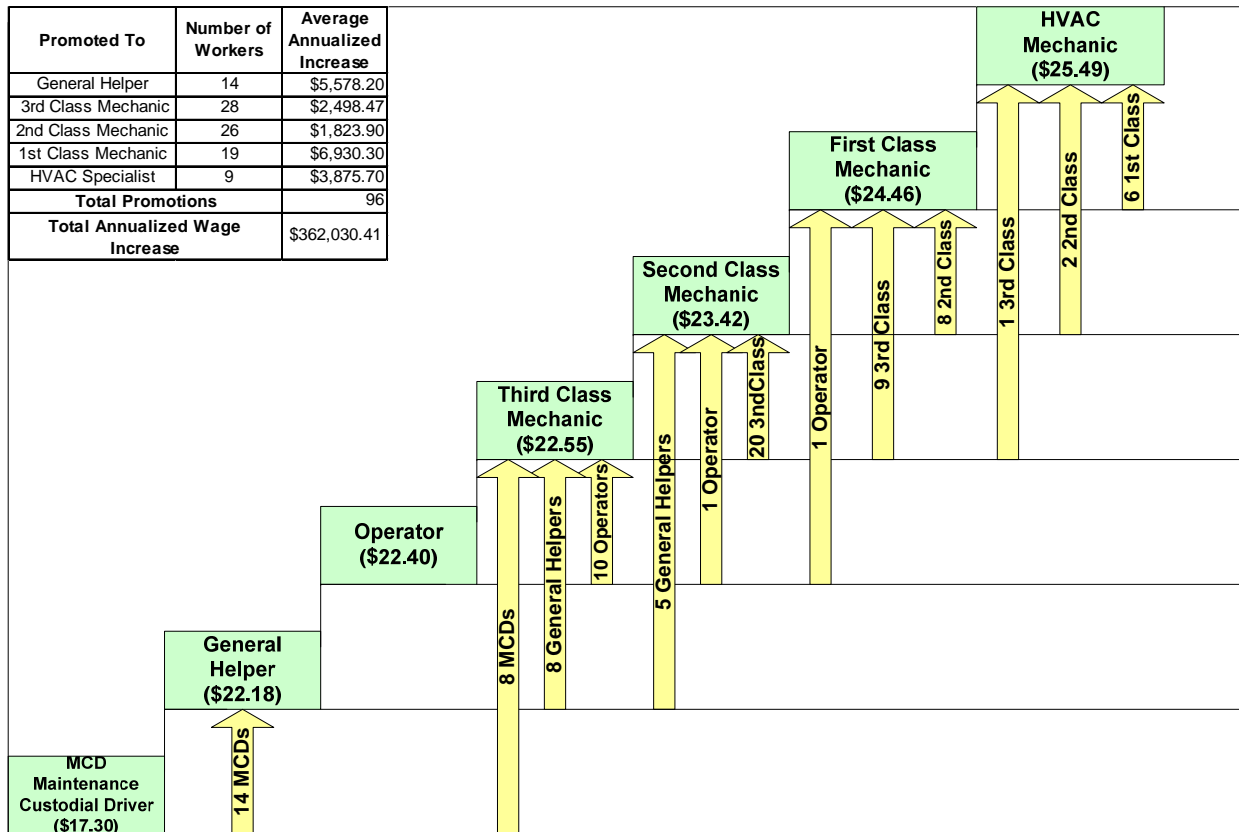 Promoted To
Number of
Workers
Average
Annualized
Increase
General Helper 14 $5,578.20
3rd Class Mechanic 28 $2,498.47
2nd Class Mechanic 26 $1,823.90
1st Class Mechanic 19 $6,930.30
HVAC Specialist 9 $3,875.70
Total Promotions 96
Total Annualized Wage
Increase
$362,030.41
HVAC
Mechanic
($25.49)
First Class
Mechanic
($24.46)
Second Class
Mechanic
($23.42)
Third Class
Mechanic
($22.55)
Operator
($22.40)
General
Helper
($22.18)
MCD
Maintenance
Custodial Driver
($17.30)
14 MCDs
8 MCDs
8 General Helpers
10 Operators
5 General Helpers
1 Operator
20 3ndClass
1 Operator
9 3rd Class
8 2nd Class
1 3rd Class
2 2nd Class
6 1st Class